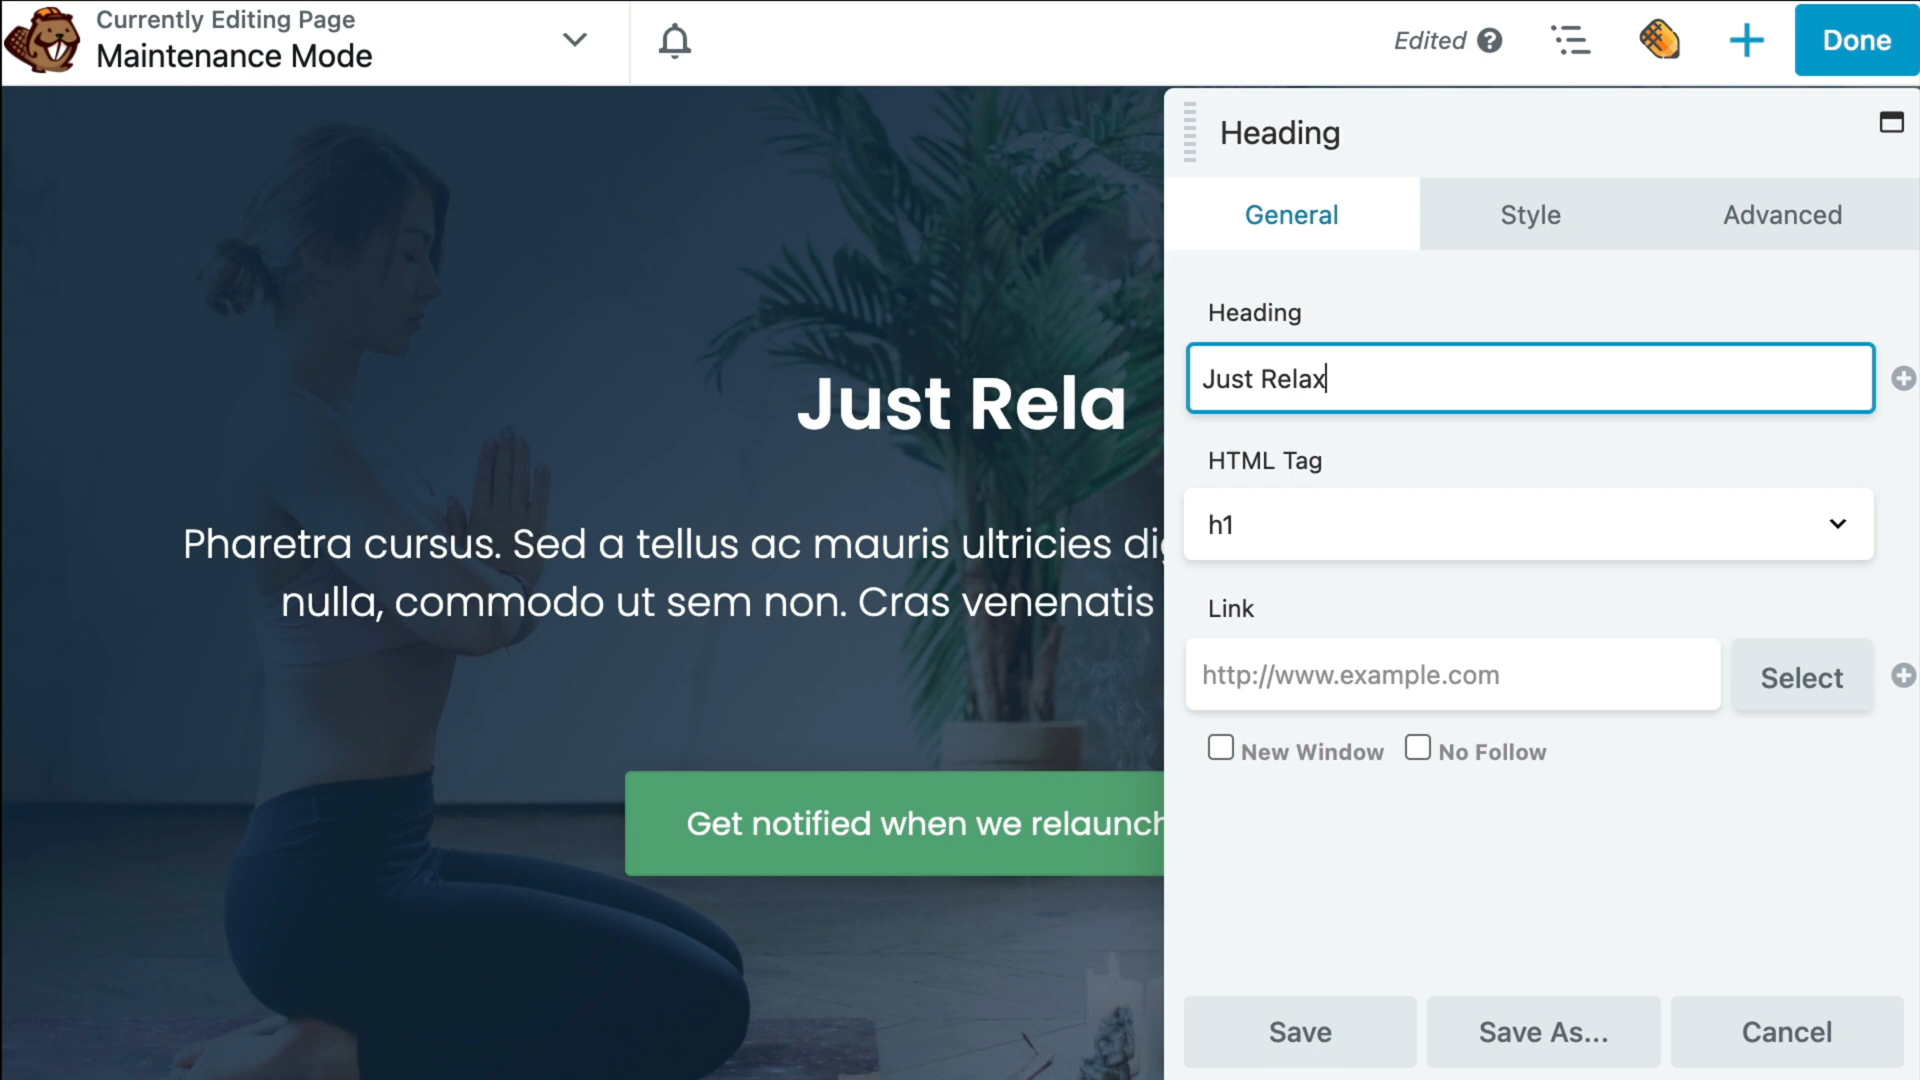 Currently Editing Page
Maintenance Mode
Edited
?
Done
Heading
General
Style
Advanced
Heading
Just Relax
HTML Tag
h1
Link
http://www.example.com
Select
New Window
No Follow
Save
Save As...
Cancel
Just Rela
Pharetra cursus. Sed a tellus ac mauris ultricies
nulla, commodo ut sem non. Cras venenatis
Get notified when we relaunch